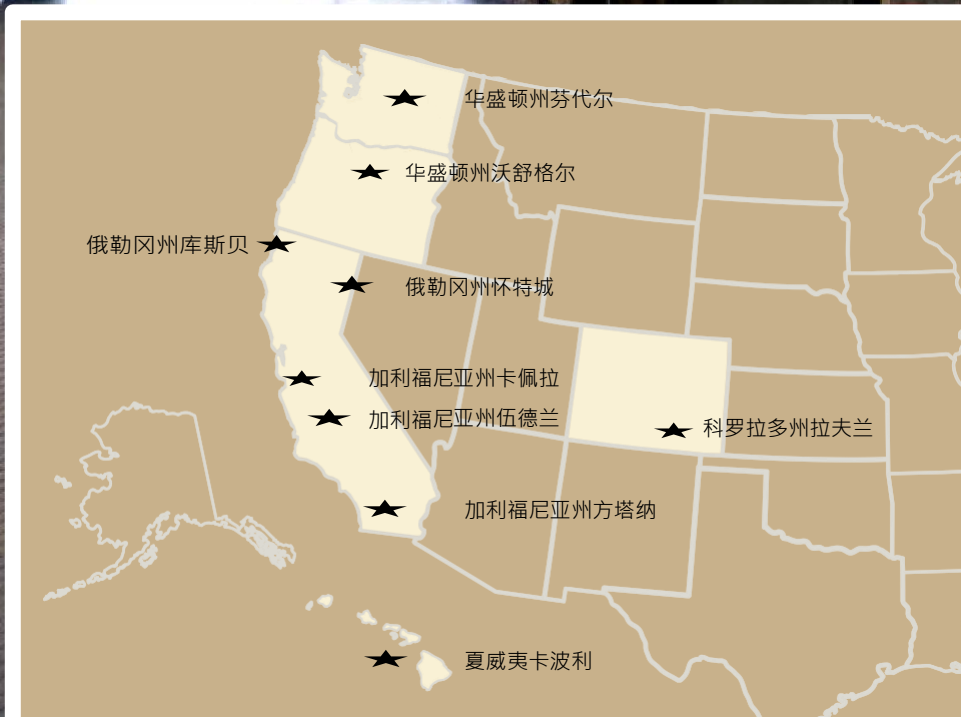 华盛顿州芬代尔
华盛顿州沃舒格尔
俄勒冈州库斯贝
俄勒冈州怀特城
加利福尼亚州卡佩拉
加利福尼亚州伍德兰
科罗拉多州拉夫兰
加利福尼亚州方塔纳
夏威夷卡波利